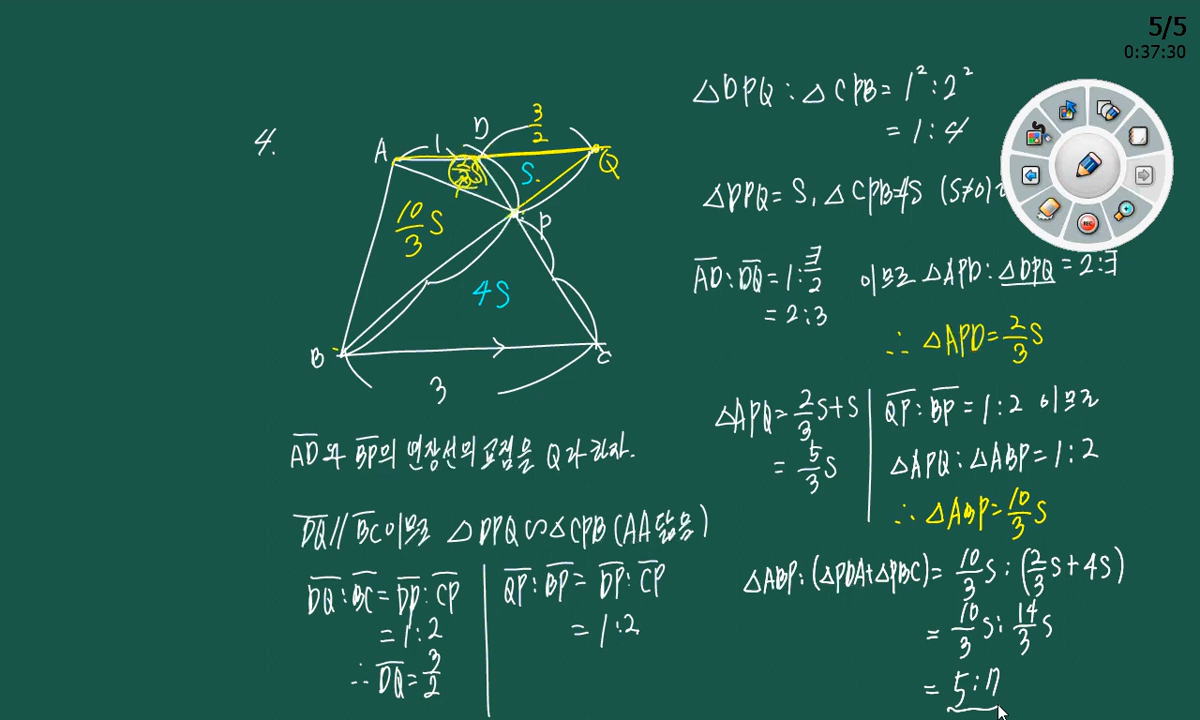 5/5
0:37:30
4.
A 1 D 3/2 Q
2/3 S S
10/3 S P
4S
B C
3
AD와 BP의 연장선의 교점을 Q라 하자.
DQ // BC이므로 △DPQ ∽ △CPB (AA닮음)
DQ : BC = DP : CP
= 1 : 2
∴ DQ = 3/2
QP : BP = DP : CP
= 1 : 2
△DPQ : △CPB = 1² : 2²
= 1 : 4
△DPQ = S, △CPB=4S (S≠0)
AD : DQ = 1 : 3/2 이므로 △APD : △DPQ = 2:3
= 2 : 3
∴ △APD = 2/3 S
△APQ = 2/3 S + S
= 5/3 S
QP : BP = 1 : 2 이므로
△APQ : △ABP = 1 : 2
∴ △ABP = 10/3 S
△ABP : (△PDA+△PBC) = 10/3 S : (2/3 S + 4S)
= 10/3 S : 14/3 S
= 5 : 7